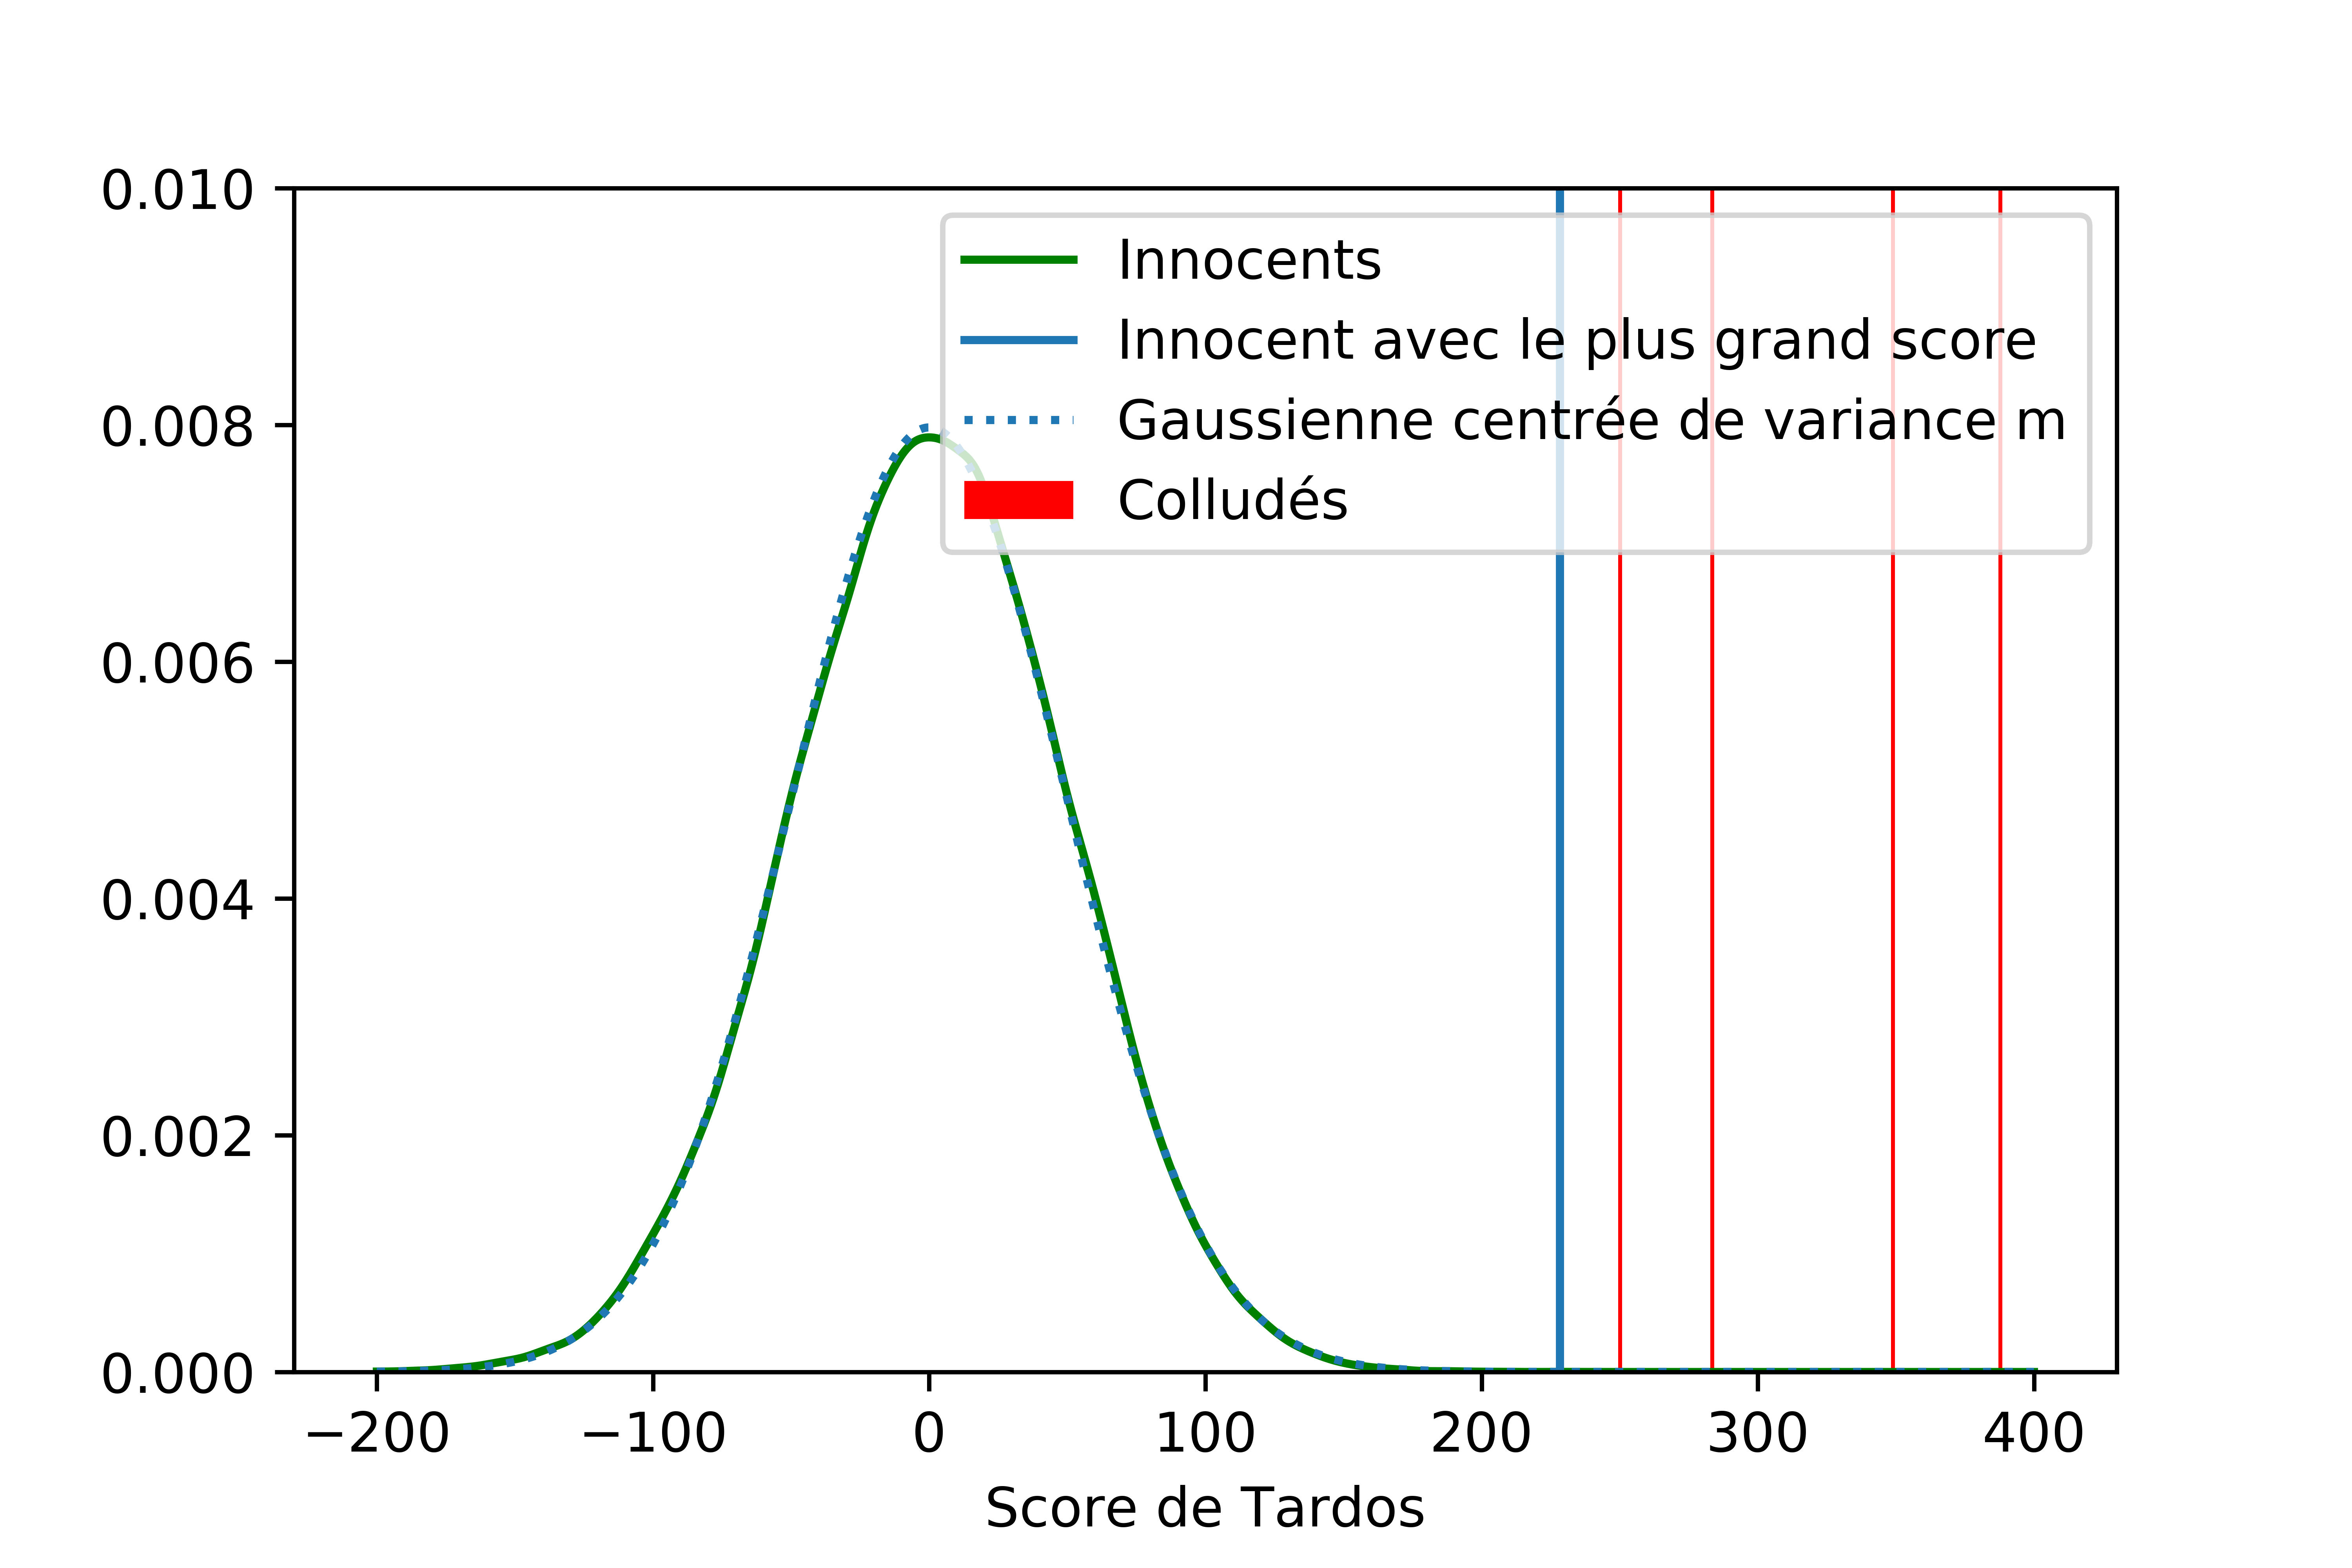 0.010
0.008
0.006
0.004
0.002
0.000
Innocents
Innocent avec le plus grand score
Gaussienne centrée de variance m
Colludés
−200 −100 0 100 200 300 400
Score de Tardos